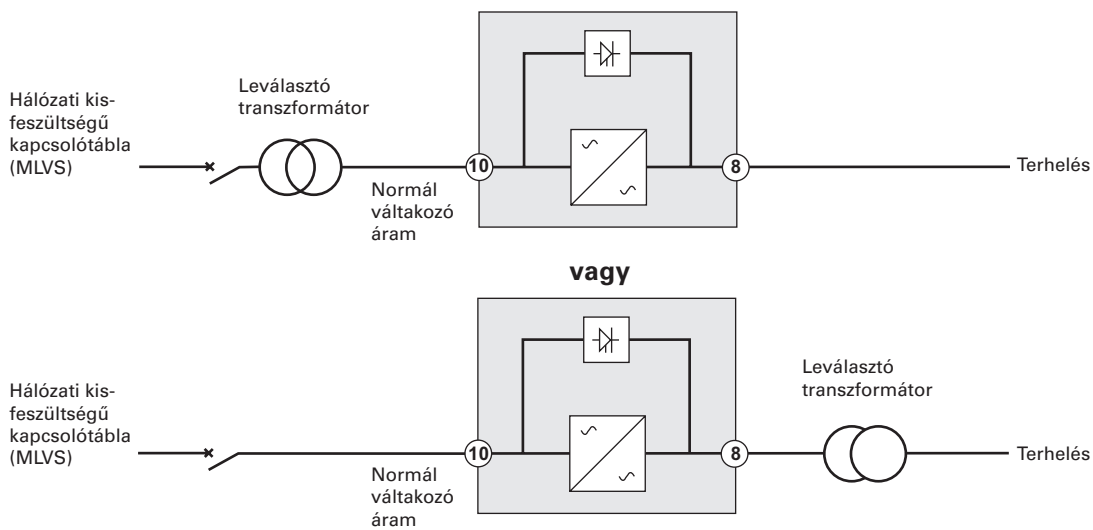 Leválasztó
transzformátor
Hálózati kis-
feszültségű
kapcsolótábla
(MLVS)
10
8
Terhelés
Normál
váltakozó
áram
vagy
Leválasztó
transzformátor
Hálózati kis-
feszültségű
kapcsolótábla
(MLVS)
10
8
Terhelés
Normál
váltakozó
áram